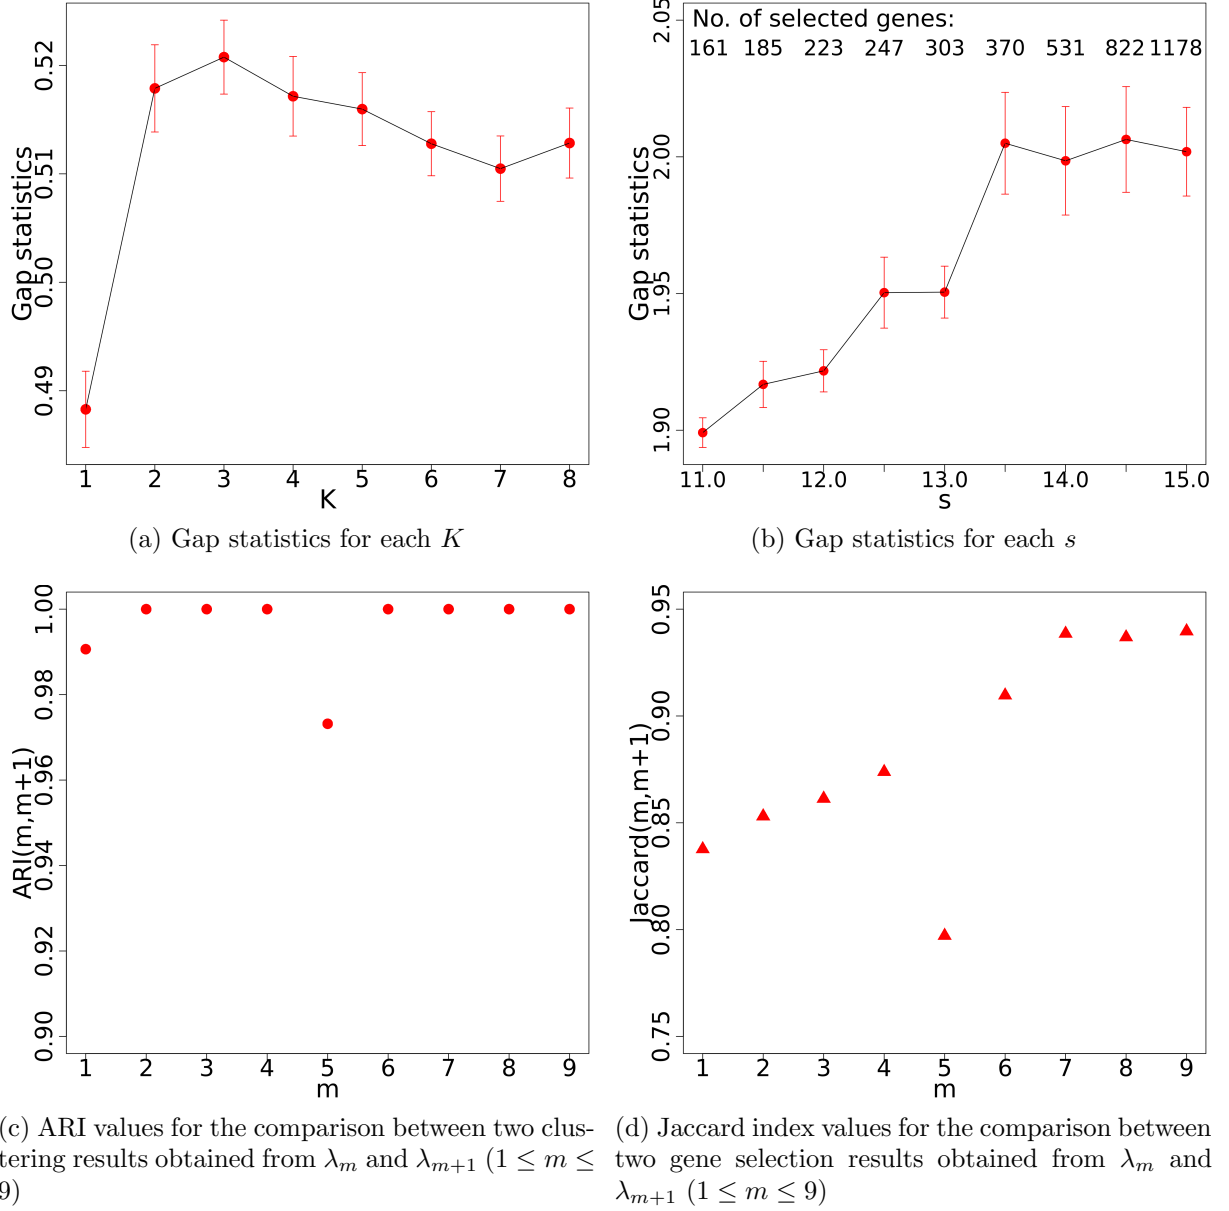 0.52
0.51
0.50
0.49
Gap statistics
1 2 3 4 5 6 7 8
K
(a) Gap statistics for each K
No. of selected genes:
161 185 223 247 303 370 531 822 1178
2.05
2.00
1.95
1.90
Gap statistics
11.0 12.0 13.0 14.0 15.0
s
(b) Gap statistics for each s
1.00
0.98
0.96
0.94
0.92
0.90
ARI(m,m+1)
1 2 3 4 5 6 7 8 9
m
(c) ARI values for the comparison between two clus-
tering results obtained from λm and λm+1 (1 ≤ m ≤
9)
0.95
0.90
0.85
0.80
0.75
Jaccard(m,m+1)
1 2 3 4 5 6 7 8 9
m
(d) Jaccard index values for the comparison between
two gene selection results obtained from λm and
λm+1 (1 ≤ m ≤ 9)